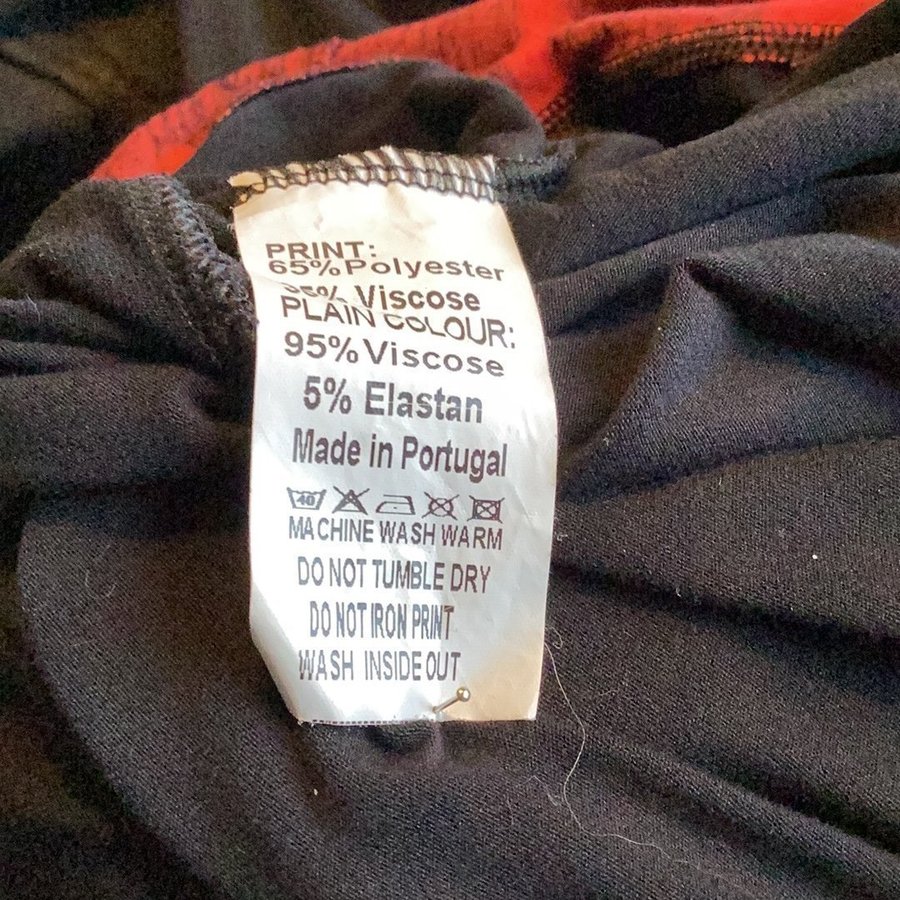 PRINT:
65% Polyester
35% Viscose
PLAIN COLOUR:
95% Viscose
5% Elastan
Made in Portugal
40
MACHINE WASH WARM
DO NOT TUMBLE DRY
DO NOT IRON PRINT
WASH INSIDE OUT